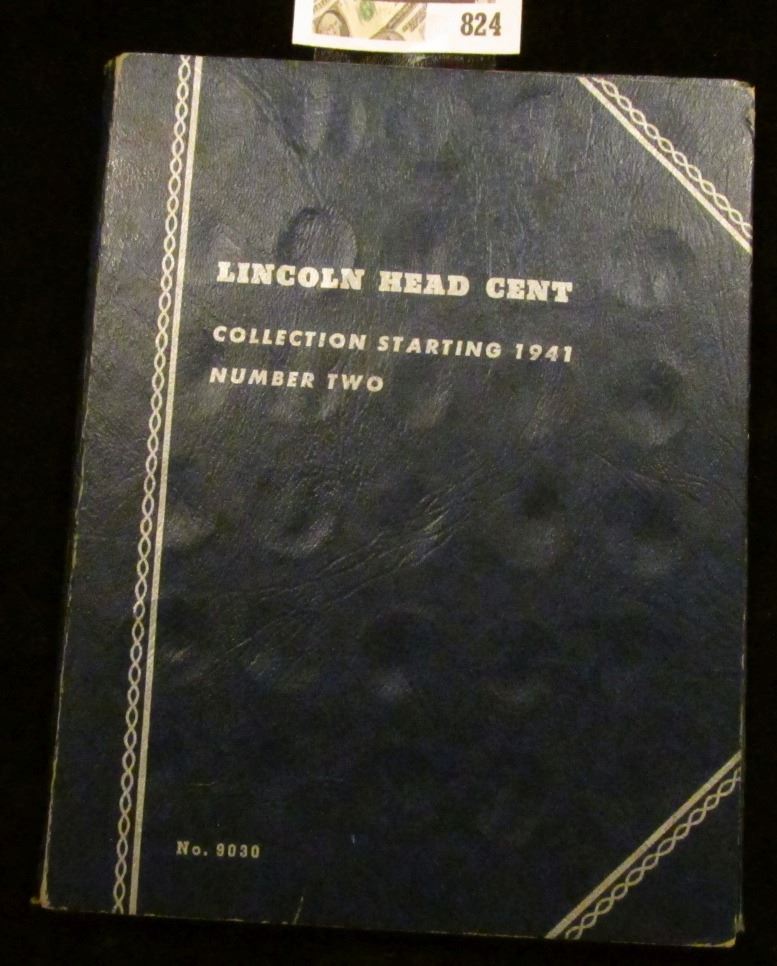 824
LINCOLN HEAD CENT
COLLECTION STARTING 1941
NUMBER TWO
No. 9030